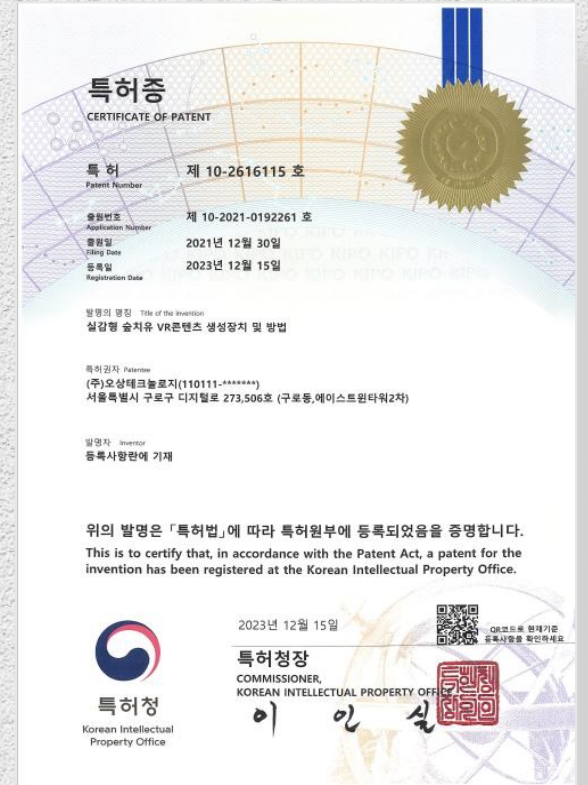 특허증
CERTIFICATE OF PATENT
특 허 제 10-2616115 호
Patent Number
출원번호 제 10-2021-0192261 호
Application Number
출원일 2021년 12월 30일
Filing Date
등록일 2023년 12월 15일
Registration Date
발명의 명칭 Title of the Invention
실감형 숲치유 VR콘텐츠 생성장치 및 방법
특허권자 Patentee
(주)오상테크놀로지(110111-*******)
서울특별시 구로구 디지털로 273,506호 (구로동,에이스트윈타워2차)
발명자 Inventor
등록사항란에 기재
위의 발명은 「특허법」에 따라 특허원부에 등록되었음을 증명합니다.
This is to certify that, in accordance with the Patent Act, a patent for the
invention has been registered at the Korean Intellectual Property Office.
2023년 12월 15일
QR코드로 현재기준
등록사항을 확인하세요
특허청장
COMMISSIONER,
KOREAN INTELLECTUAL PROPERTY OFFICE
이 인 실
특허청
Korean Intellectual
Property Office